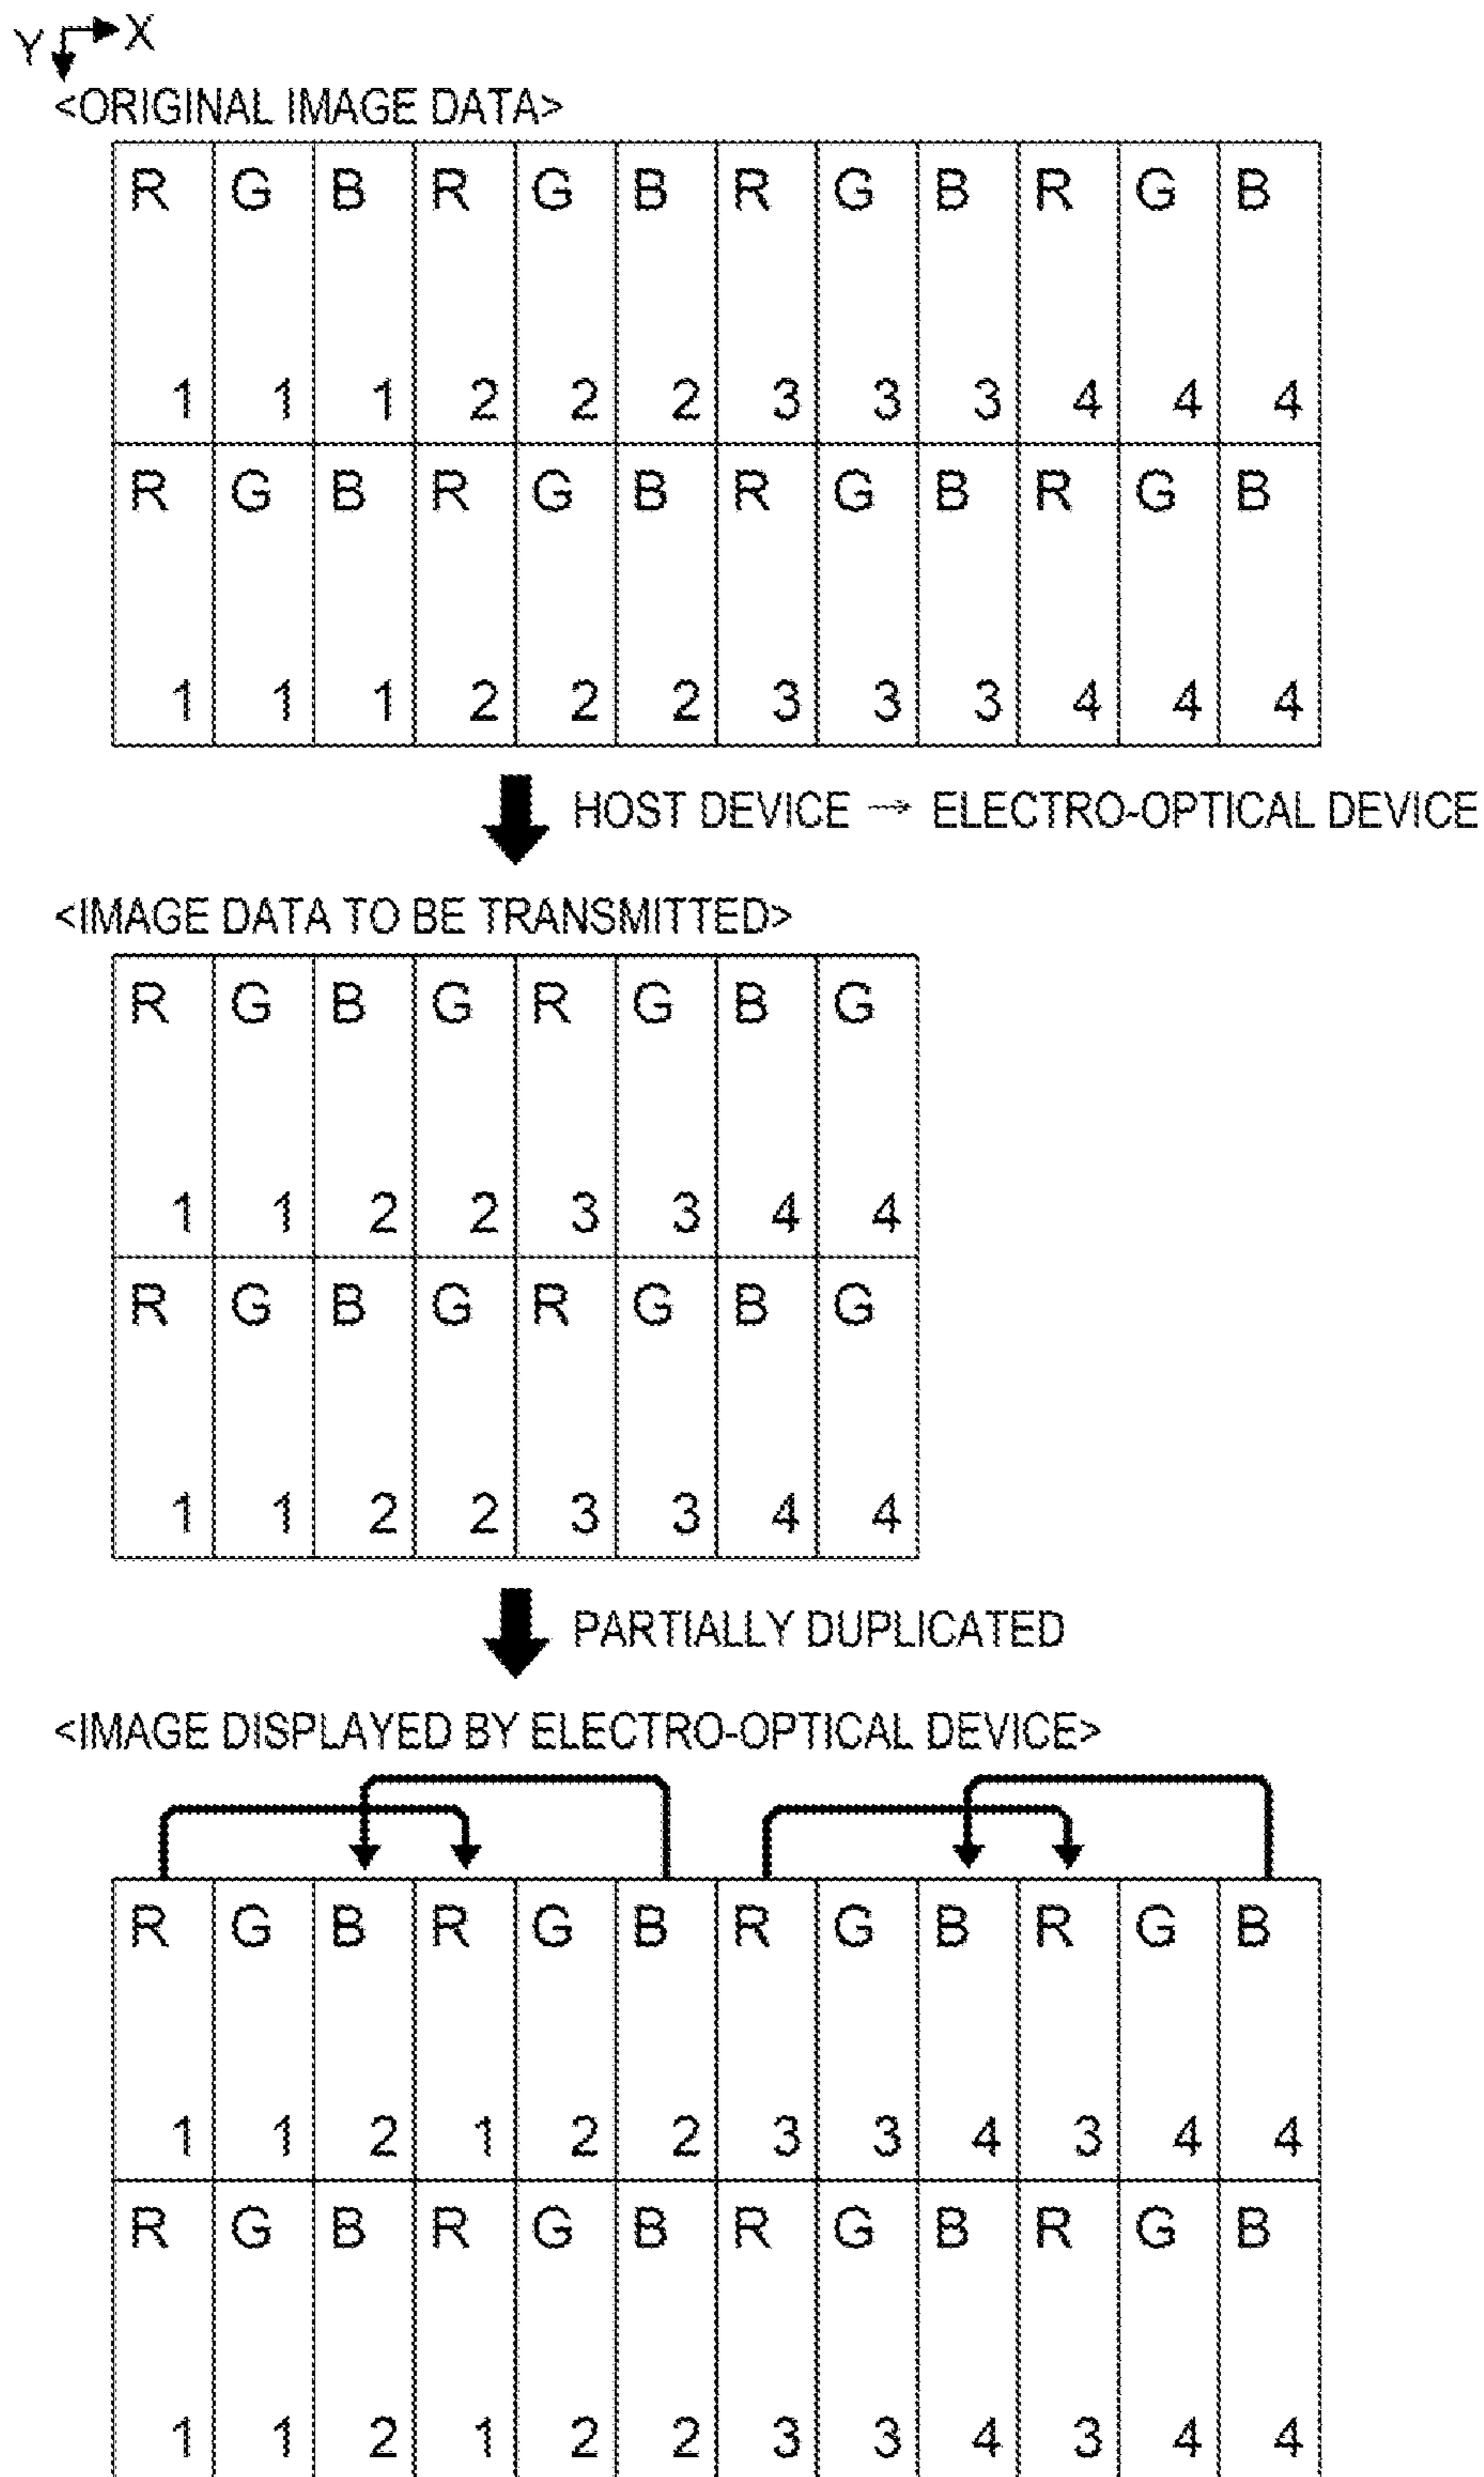 Y X
<ORIGINAL IMAGE DATA>
R G B R G B R G B R G B
1 1 1 2 2 2 3 3 3 4 4 4
R G B R G B R G B R G B
1 1 1 2 2 2 3 3 3 4 4 4
HOST DEVICE → ELECTRO-OPTICAL DEVICE
<IMAGE DATA TO BE TRANSMITTED>
R G B G R G B G
1 1 2 2 3 3 4 4
R G B G R G B G
1 1 2 2 3 3 4 4
PARTIALLY DUPLICATED
<IMAGE DISPLAYED BY ELECTRO-OPTICAL DEVICE>
R G B R G B R G B R G B
1 1 2 1 2 2 3 3 4 3 4 4
R G B R G B R G B R G B
1 1 2 1 2 2 3 3 4 3 4 4